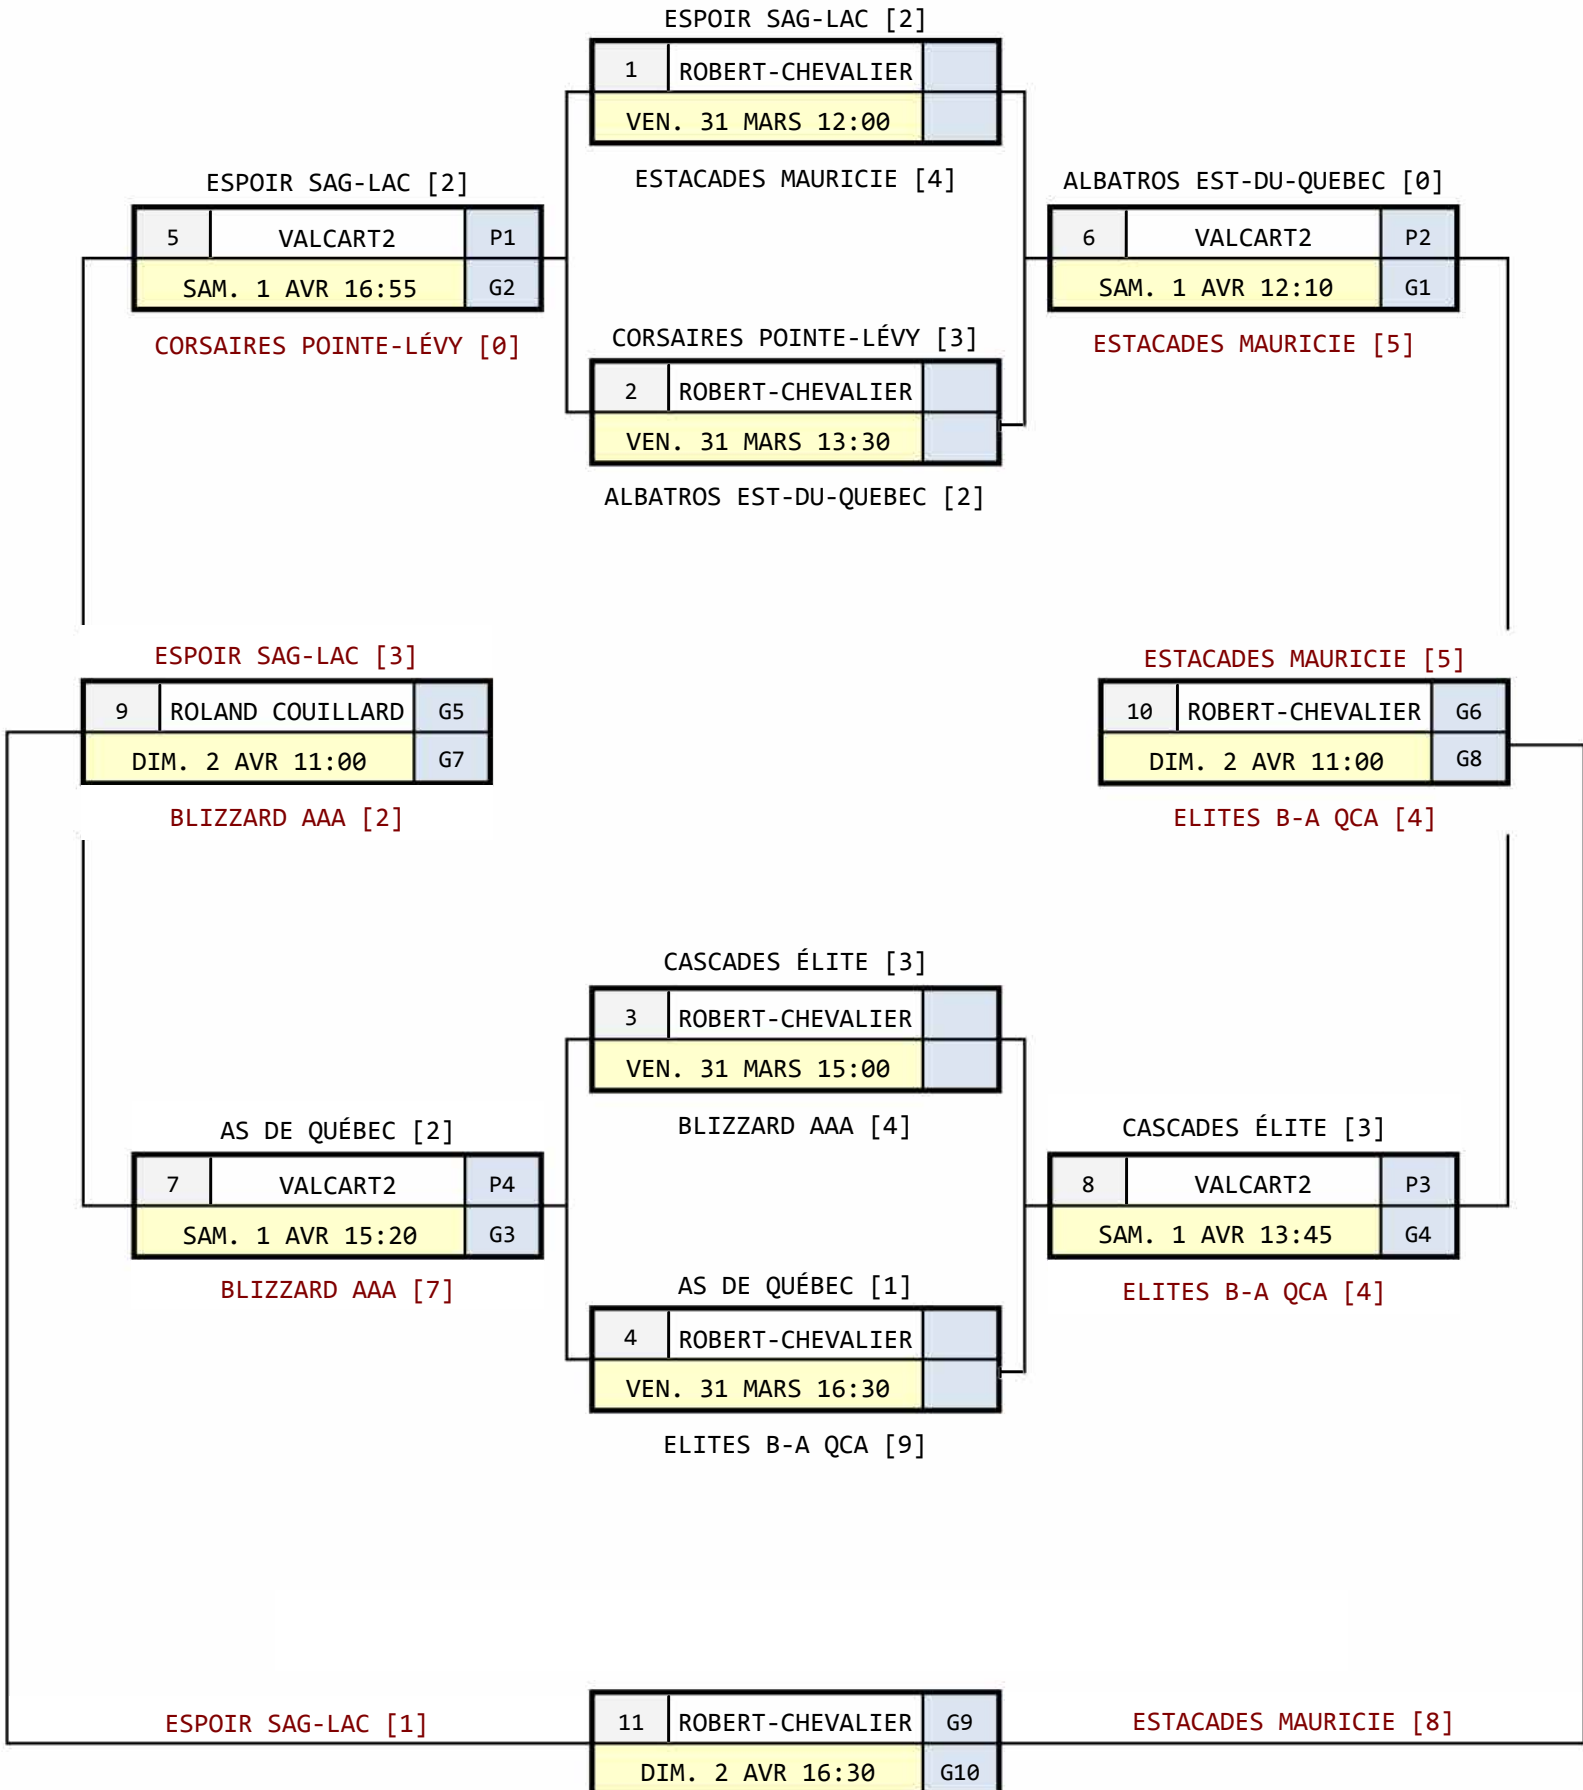 ESPOIR SAG-LAC [2]
1 ROBERT-CHEVALIER
VEN. 31 MARS 12:00
ESTACADES MAURICIE [4]
ESPOIR SAG-LAC [2]
5 VALCART2 P1
SAM. 1 AVR 16:55 G2
CORSAIRES POINTE-LÉVY [0]
ALBATROS EST-DU-QUEBEC [0]
6 VALCART2 P2
SAM. 1 AVR 12:10 G1
ESTACADES MAURICIE [5]
CORSAIRES POINTE-LÉVY [3]
2 ROBERT-CHEVALIER
VEN. 31 MARS 13:30
ALBATROS EST-DU-QUEBEC [2]
ESPOIR SAG-LAC [3]
9 ROLAND COUILLARD G5
DIM. 2 AVR 11:00 G7
BLIZZARD AAA [2]
ESTACADES MAURICIE [5]
10 ROBERT-CHEVALIER G6
DIM. 2 AVR 11:00 G8
ELITES B-A QCA [4]
CASCADES ÉLITE [3]
3 ROBERT-CHEVALIER
VEN. 31 MARS 15:00
BLIZZARD AAA [4]
AS DE QUÉBEC [2]
7 VALCART2 P4
SAM. 1 AVR 15:20 G3
BLIZZARD AAA [7]
CASCADES ÉLITE [3]
8 VALCART2 P3
SAM. 1 AVR 13:45 G4
ELITES B-A QCA [4]
AS DE QUÉBEC [1]
4 ROBERT-CHEVALIER
VEN. 31 MARS 16:30
ELITES B-A QCA [9]
ESPOIR SAG-LAC [1]
11 ROBERT-CHEVALIER G9
DIM. 2 AVR 16:30 G10
ESTACADES MAURICIE [8]